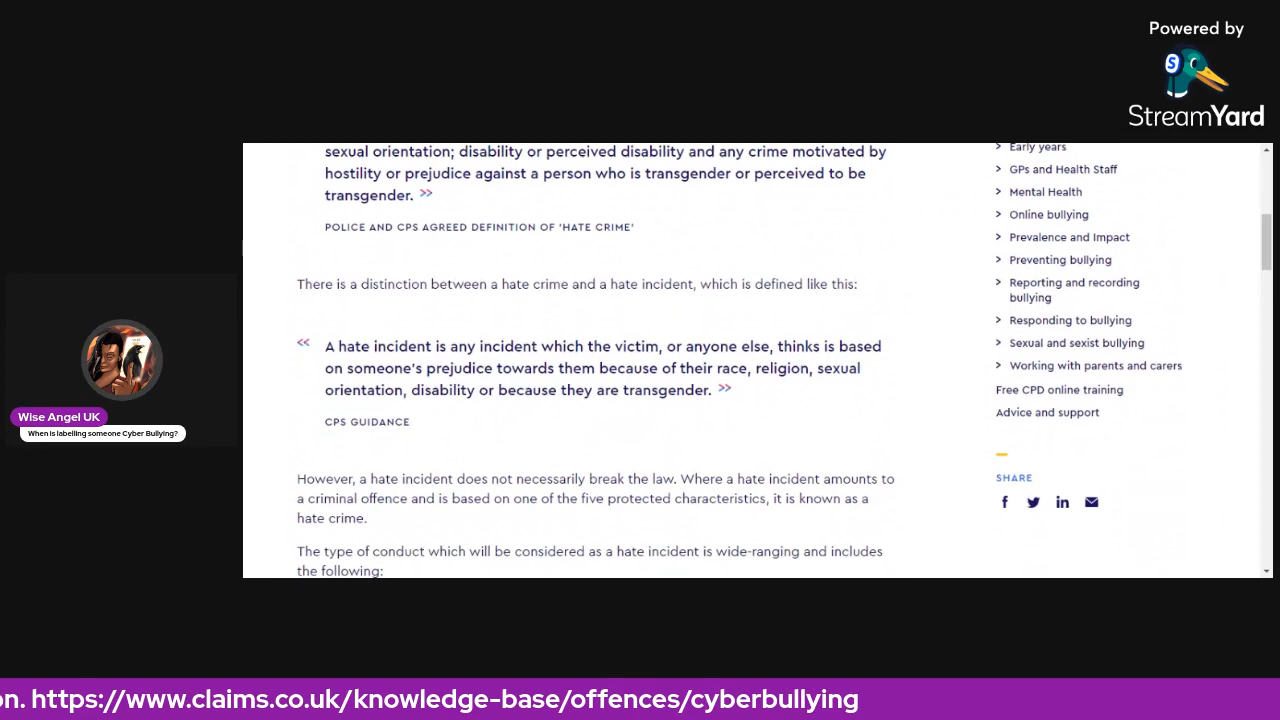 Powered by
StreamYard
sexual orientation; disability or perceived disability and any crime motivated by
hostility or prejudice against a person who is transgender or perceived to be
transgender. >>
POLICE AND CPS AGREED DEFINITION OF 'HATE CRIME'
There is a distinction between a hate crime and a hate incident, which is defined like this:
<< A hate incident is any incident which the victim, or anyone else, thinks is based
on someone's prejudice towards them because of their race, religion, sexual
orientation, disability or because they are transgender. >>
CPS GUIDANCE
However, a hate incident does not necessarily break the law. Where a hate incident amounts to
a criminal offence and is based on one of the five protected characteristics, it is known as a
hate crime.
The type of conduct which will be considered as a hate incident is wide-ranging and includes
the following:
> Early years
> GPs and Health Staff
> Mental Health
> Online bullying
> Prevalence and Impact
> Preventing bullying
> Reporting and recording
bullying
> Responding to bullying
> Sexual and sexist bullying
> Working with parents and carers
Free CPD online training
Advice and support
SHARE
Wise Angel UK
When is labelling someone Cyber Bullying?
on. https://www.claims.co.uk/knowledge-base/offences/cyberbullying